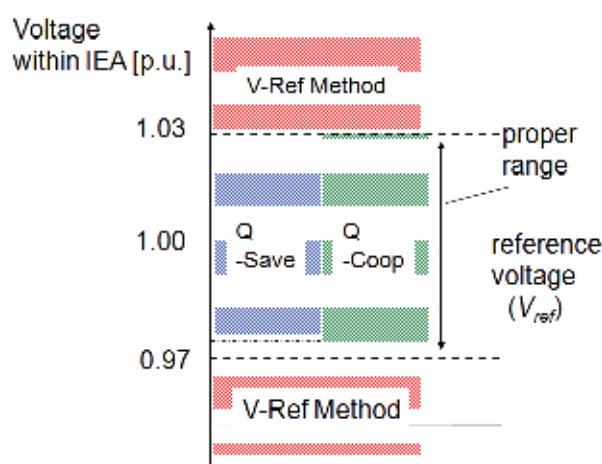 Voltage
within IEA [p.u.]
V-Ref Method
1.03
proper
range
1.00
Q
-Save
Q
-Coop
reference
voltage
(Vref)
0.97
V-Ref Method